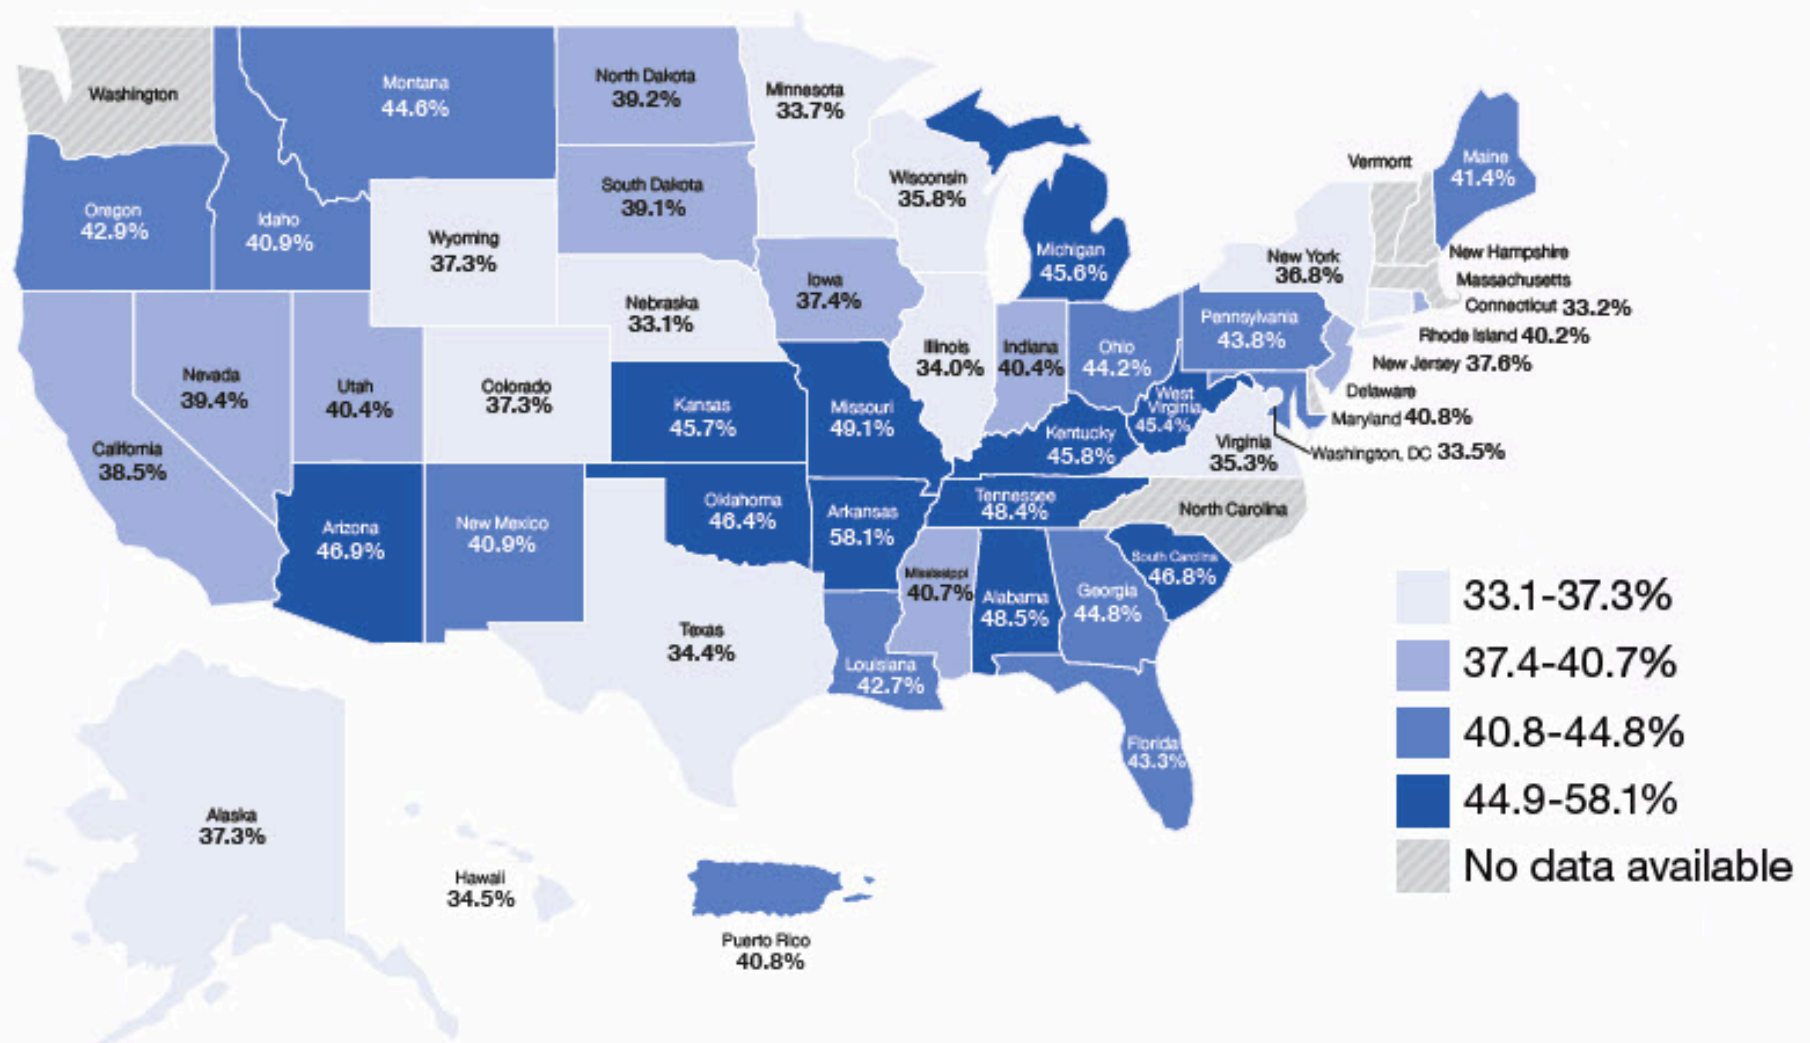 Washington
Montana
44.6%
North Dakota
39.2%
Minnesota
33.7%
Maine
41.4%
Vermont
Oregon
42.9%
Idaho
40.9%
Wyoming
37.3%
South Dakota
39.1%
Wisconsin
35.8%
Michigan
45.6%
New York
36.8%
New Hampshire
Massachusetts
Connecticut 33.2%
Rhode Island 40.2%
New Jersey 37.6%
Delaware
Maryland 40.8%
Washington, DC 33.5%
Iowa
37.4%
Nebraska
33.1%
Pennsylvania
43.8%
Illinois
34.0%
Indiana
40.4%
Ohio
44.2%
Nevada
39.4%
Utah
40.4%
Colorado
37.3%
Kansas
45.7%
Missouri
49.1%
West
Virginia
45.4%
Kentucky
45.8%
Virginia
35.3%
California
38.5%
Arizona
46.9%
New Mexico
40.9%
Oklahoma
46.4%
Arkansas
58.1%
Tennessee
48.4%
North Carolina
South Carolina
46.8%
Mississippi
40.7%
Alabama
48.5%
Georgia
44.8%
Texas
34.4%
Louisiana
42.7%
Florida
43.3%
Alaska
37.3%
Hawaii
34.5%
Puerto Rico
40.8%
33.1-37.3%
37.4-40.7%
40.8-44.8%
44.9-58.1%
No data available